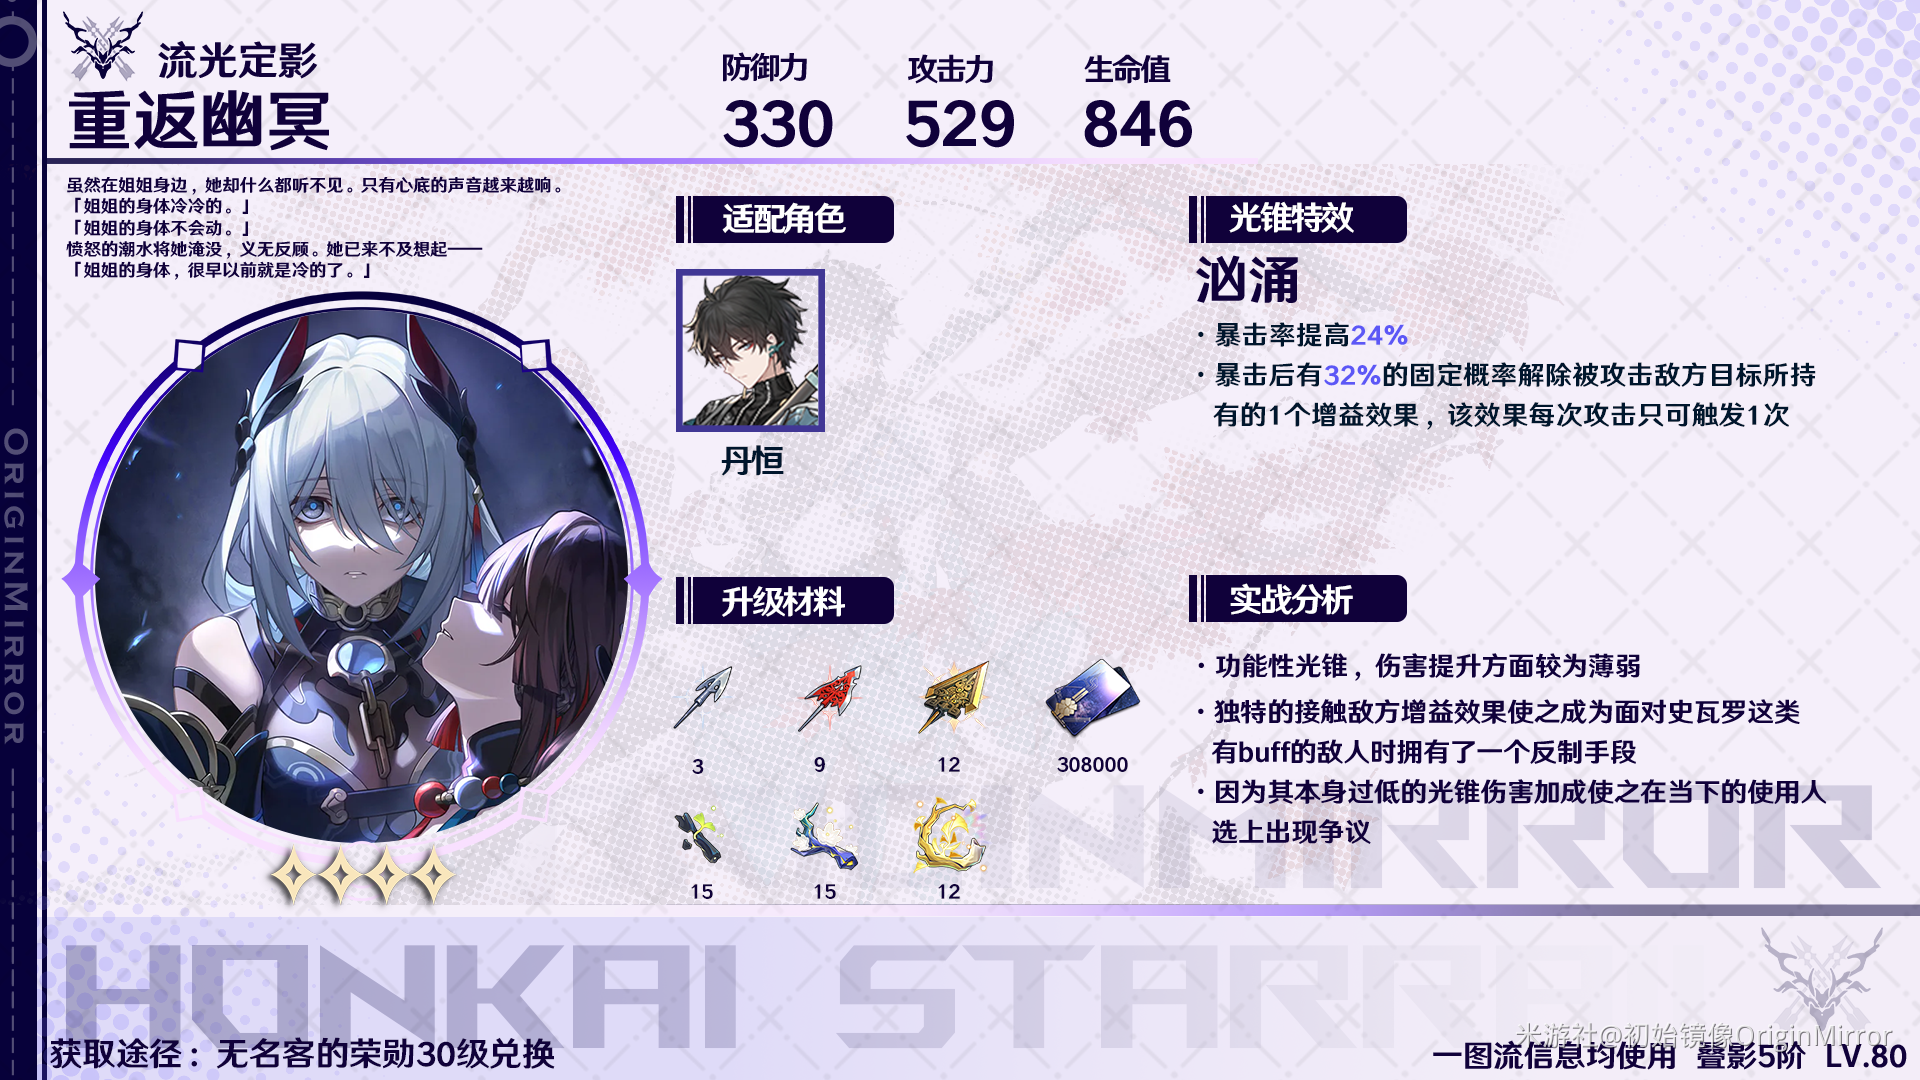 流光定影
重返幽冥
防御力
330
攻击力
529
生命值
846
虽然在姐姐身边，她却什么都听不见。只有心底的声音越来越响。
「姐姐的身体冷冷的。」
「姐姐的身体不会动。」
愤怒的潮水将她淹没，义无反顾。她已来不及想起——
「姐姐的身体，很早以前就是冷的了。」
适配角色
丹恒
光锥特效
汹涌
·暴击率提高24%
·暴击后有32%的固定概率解除被攻击敌方目标所持
有的1个增益效果，该效果每次攻击只可触发1次
升级材料
3
9
12
308000
15
15
12
实战分析
·功能性光锥，伤害提升方面较为薄弱
·独特的接触敌方增益效果使之成为面对史瓦罗这类
有buff的敌人时拥有了一个反制手段
·因为其本身过低的光锥伤害加成使之在当下的使用人
选上出现争议
ORIGINMIRROR
HONKAI STARRAI
获取途径：无名客的荣勋30级兑换
米游社@初始镜像OriginMirror
一图流信息均使用 叠影5阶 LV.80